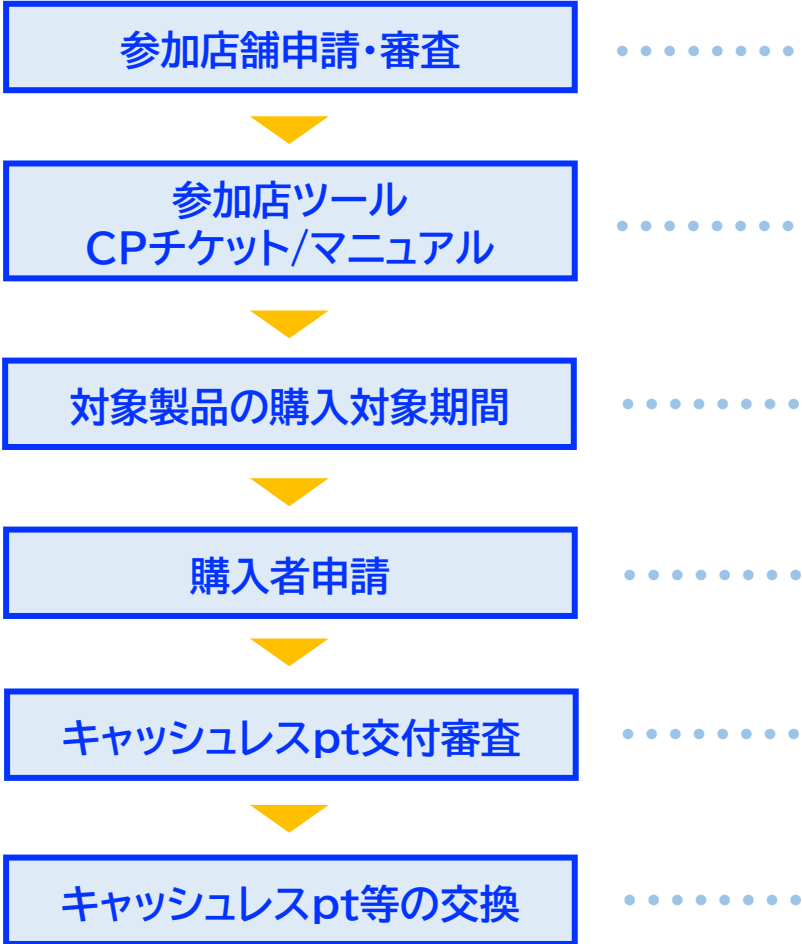 参加店舗申請・審査
参加店ツール
CPチケット/マニュアル
対象製品の購入対象期間
購入者申請
キャッシュレスpt交付審査
キャッシュレスpt等の交換